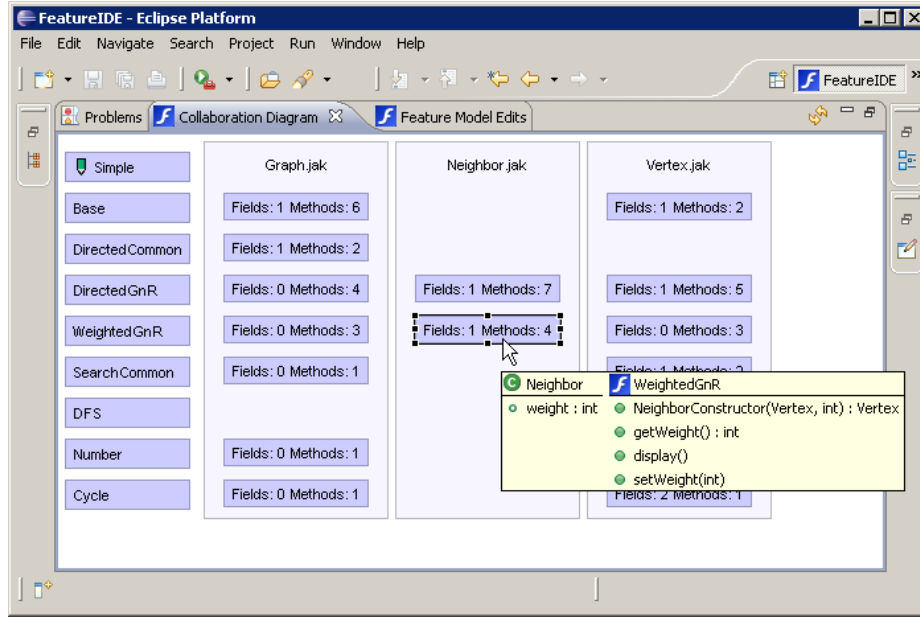 FeatureIDE - Eclipse Platform
File Edit Navigate Search Project Run Window Help
FeatureIDE »
Problems Collaboration Diagram Feature Model Edits
Simple Graph.jak Neighbor.jak Vertex.jak
Base Fields: 1 Methods: 6 Fields: 1 Methods: 2
DirectedCommon Fields: 1 Methods: 2
DirectedGnR Fields: 0 Methods: 4 Fields: 1 Methods: 7 Fields: 1 Methods: 5
WeightedGnR Fields: 0 Methods: 3 Fields: 1 Methods: 4 Fields: 0 Methods: 3
SearchCommon Fields: 0 Methods: 1
Neighbor WeightedGnR
weight : int NeighborConstructor(Vertex, int) : Vertex
getWeight() : int
display()
setWeight(int)
DFS
Number Fields: 0 Methods: 1
Cycle Fields: 0 Methods: 1 Fields: 2 Methods: 1